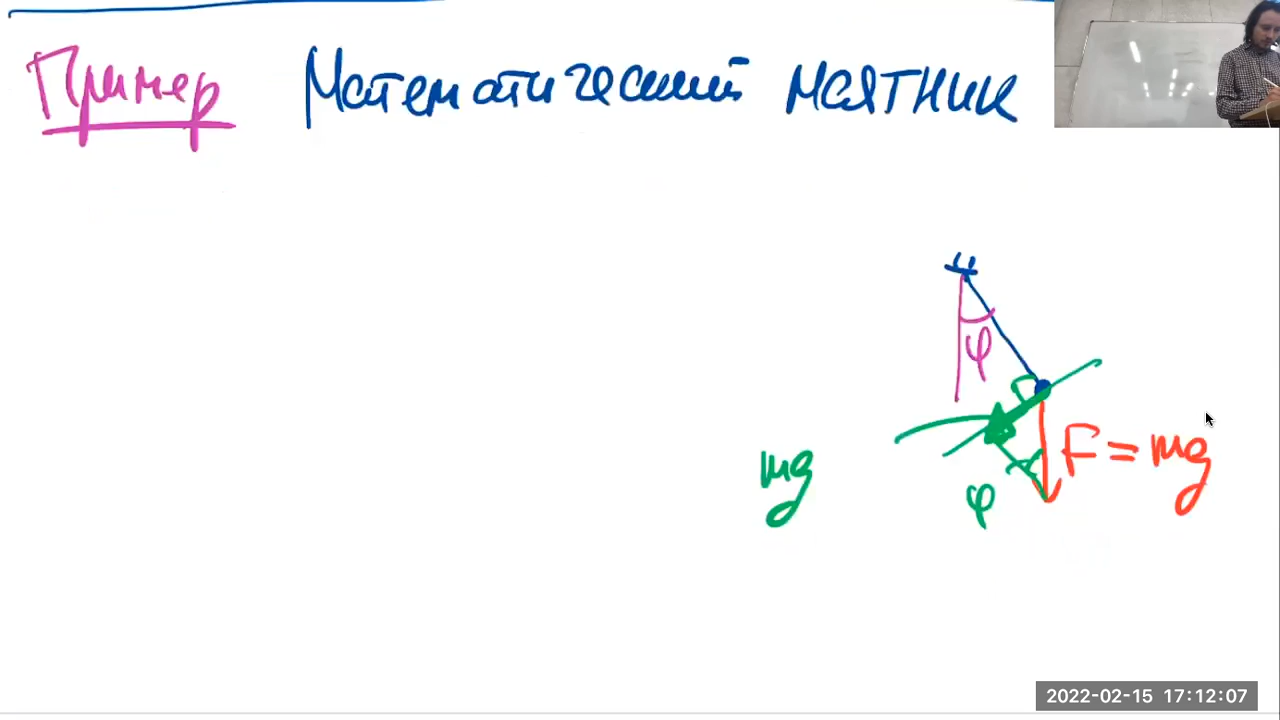 Пример Математический маятник
φ
F = mg
mg
φ
2022-02-15 17:12:07